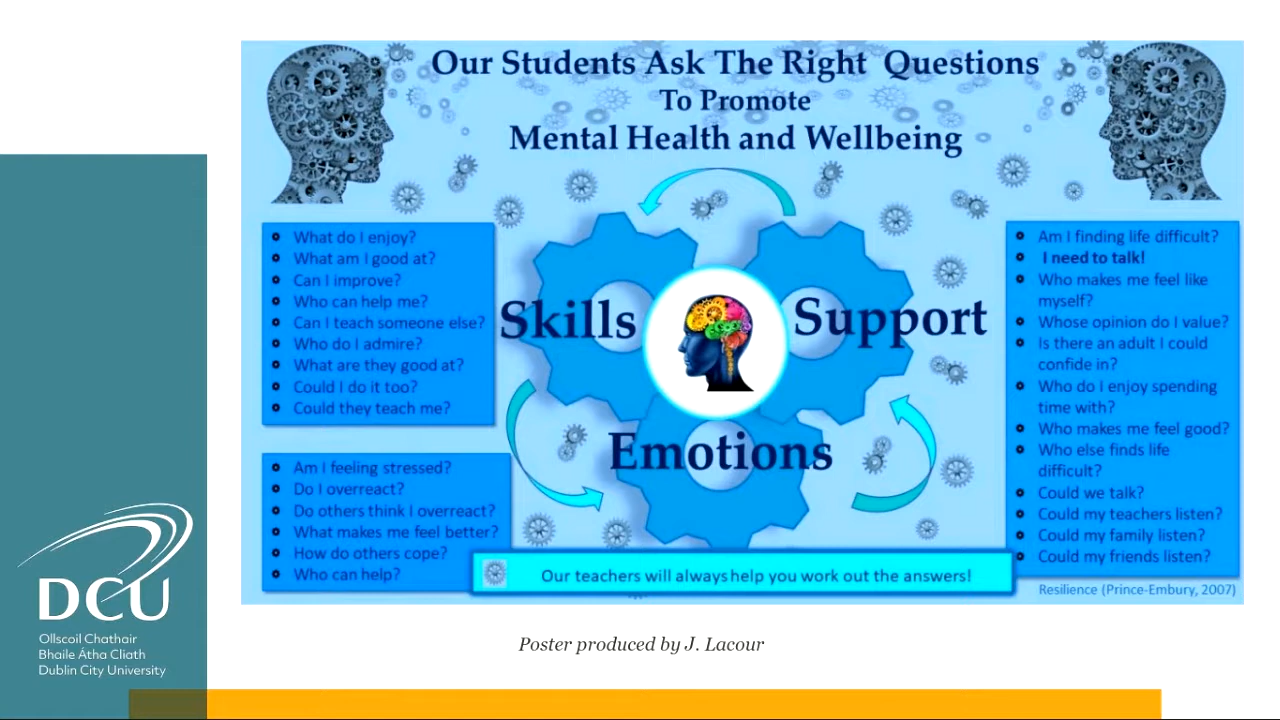 Our Students Ask The Right Questions
To Promote
Mental Health and Wellbeing
What do I enjoy?
What am I good at?
Can I improve?
Who can help me?
Can I teach someone else?
Who do I admire?
What are they good at?
Could I do it too?
Could they teach me?
Am I feeling stressed?
Do I overreact?
Do others think I overreact?
What makes me feel better?
How do others cope?
Who can help?
Skills
Support
Emotions
Am I finding life difficult?
I need to talk!
Who makes me feel like
myself?
Whose opinion do I value?
Is there an adult I could
confide in?
Who do I enjoy spending
time with?
Who makes me feel good?
Who else finds life
difficult?
Could we talk?
Could my teachers listen?
Could my family listen?
Could my friends listen?
Our teachers will always help you work out the answers!
Resilience (Prince-Embury, 2007)
Poster produced by J. Lacour
DCU
Ollscoil Chathair
Bhaile Átha Cliath
Dublin City University